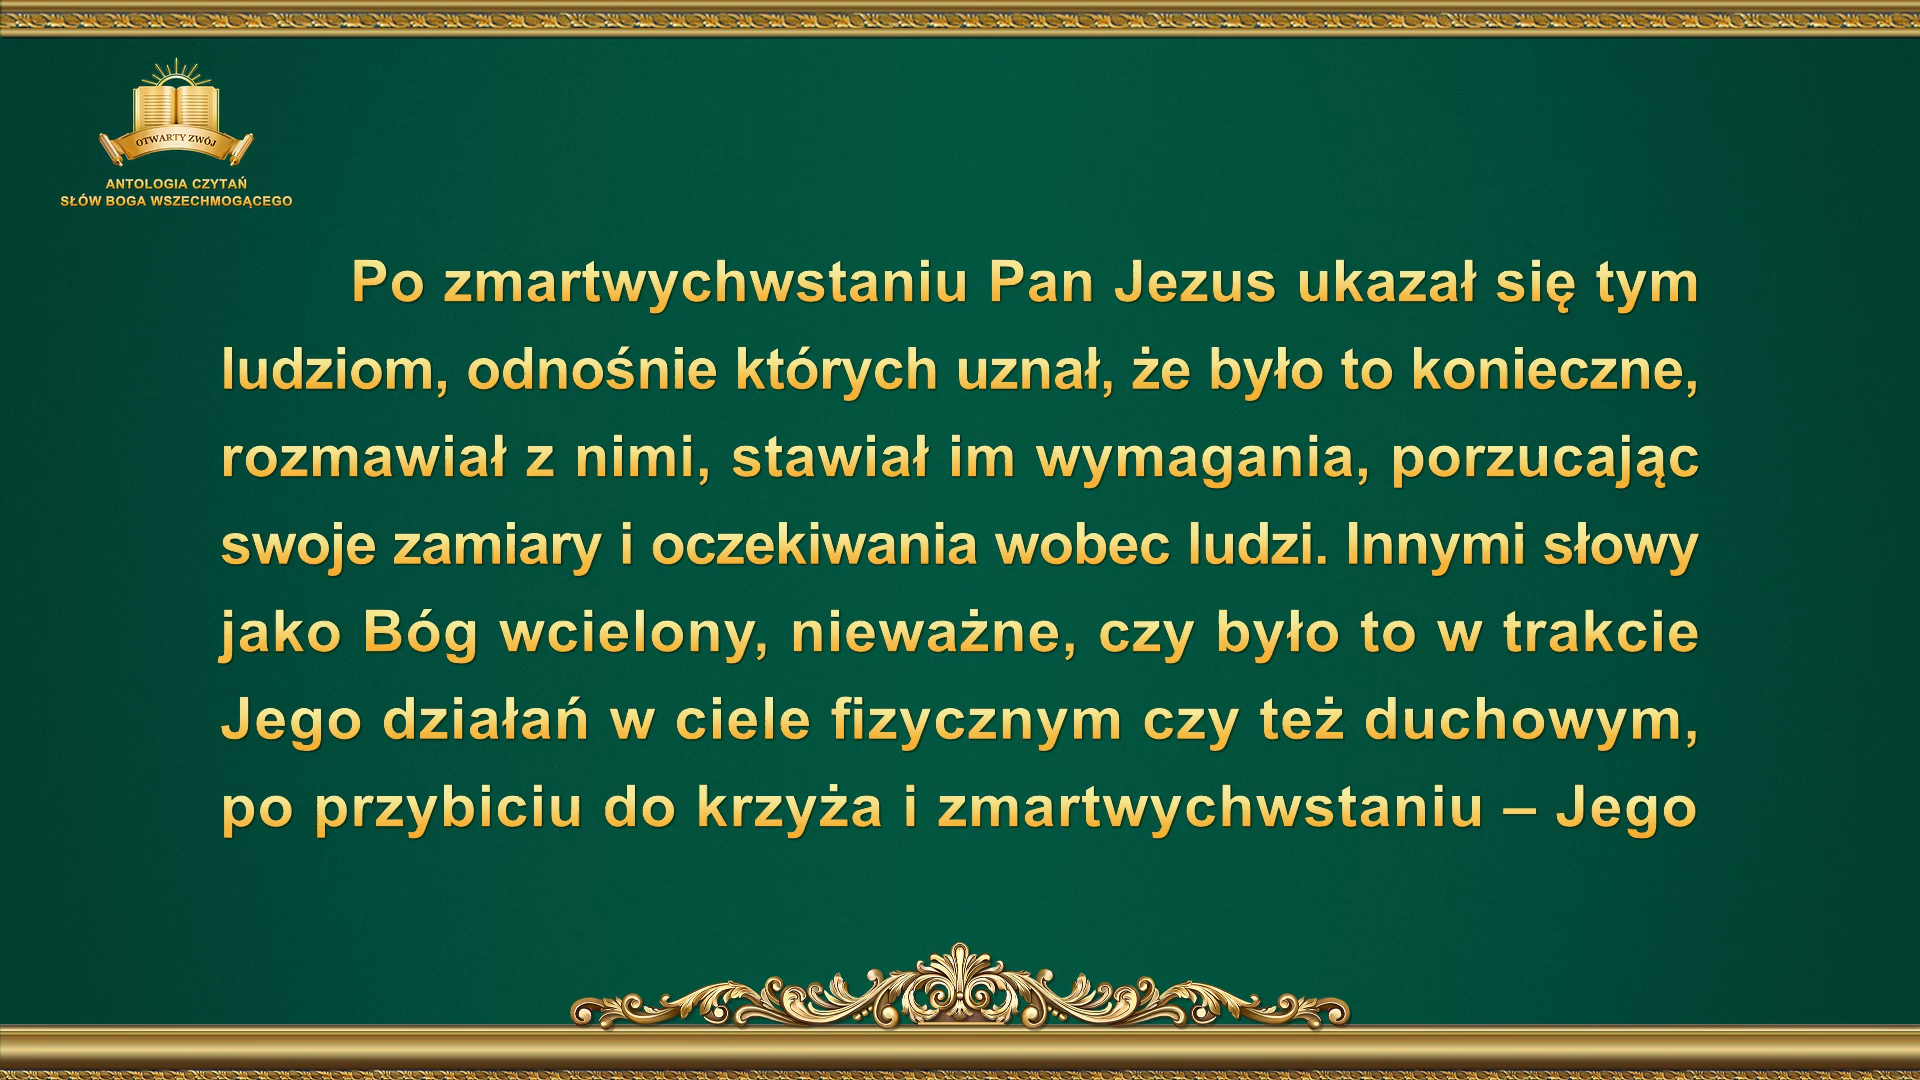 OTWARTY ZWÓJ
ANTOLOGIA CZYTAŃ
SŁÓW BOGA WSZECHMOGĄCEGO
Po zmartwychwstaniu Pan Jezus ukazał się tym
ludziom, odnośnie których uznał, że było to konieczne,
rozmawiał z nimi, stawiał im wymagania, porzucając
swoje zamiary i oczekiwania wobec ludzi. Innymi słowy
jako Bóg wcielony, nieważne, czy było to w trakcie
Jego działań w ciele fizycznym czy też duchowym,
po przybiciu do krzyża i zmartwychwstaniu – Jego